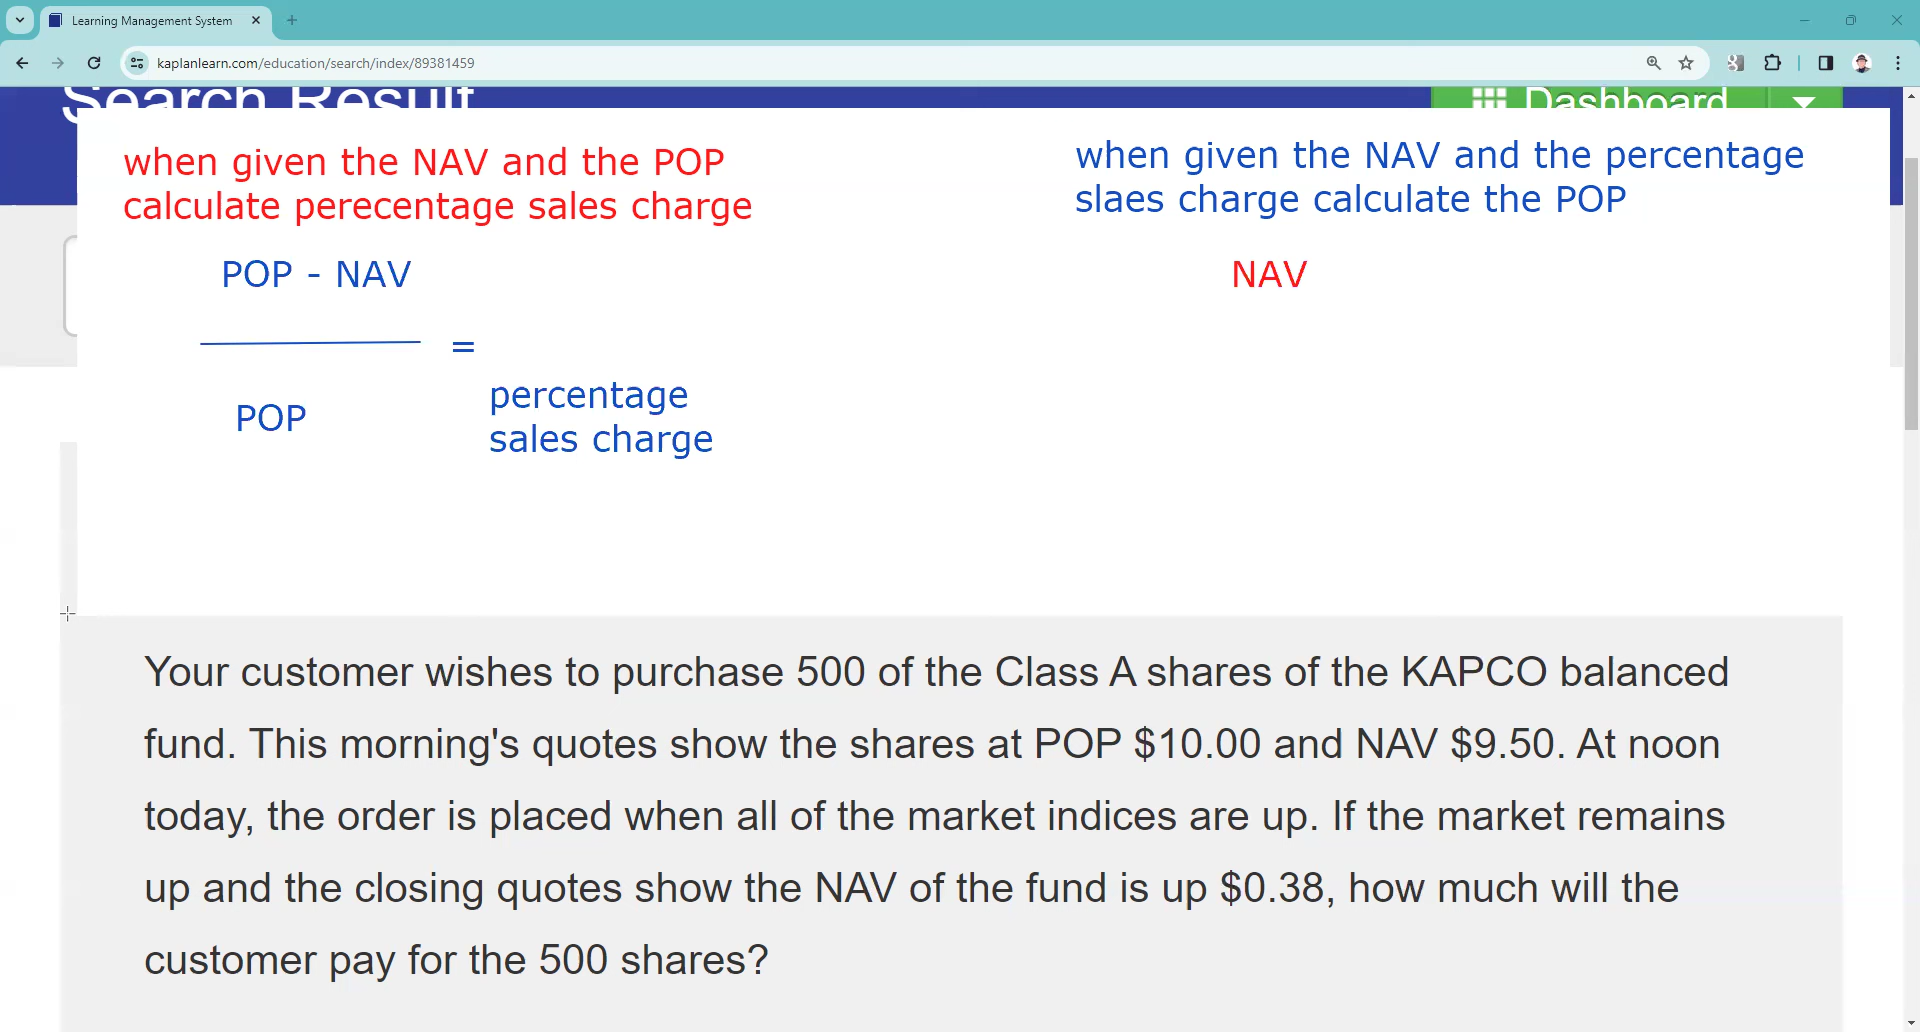 Learning Management System
kaplanlearn.com/education/search/index/89381459
Search Result
Dashboard
when given the NAV and the POP
calculate perecentage sales charge
POP - NAV
=
POP
percentage
sales charge
when given the NAV and the percentage
slaes charge calculate the POP
NAV
Your customer wishes to purchase 500 of the Class A shares of the KAPCO balanced
fund. This morning's quotes show the shares at POP $10.00 and NAV $9.50. At noon
today, the order is placed when all of the market indices are up. If the market remains
up and the closing quotes show the NAV of the fund is up $0.38, how much will the
customer pay for the 500 shares?